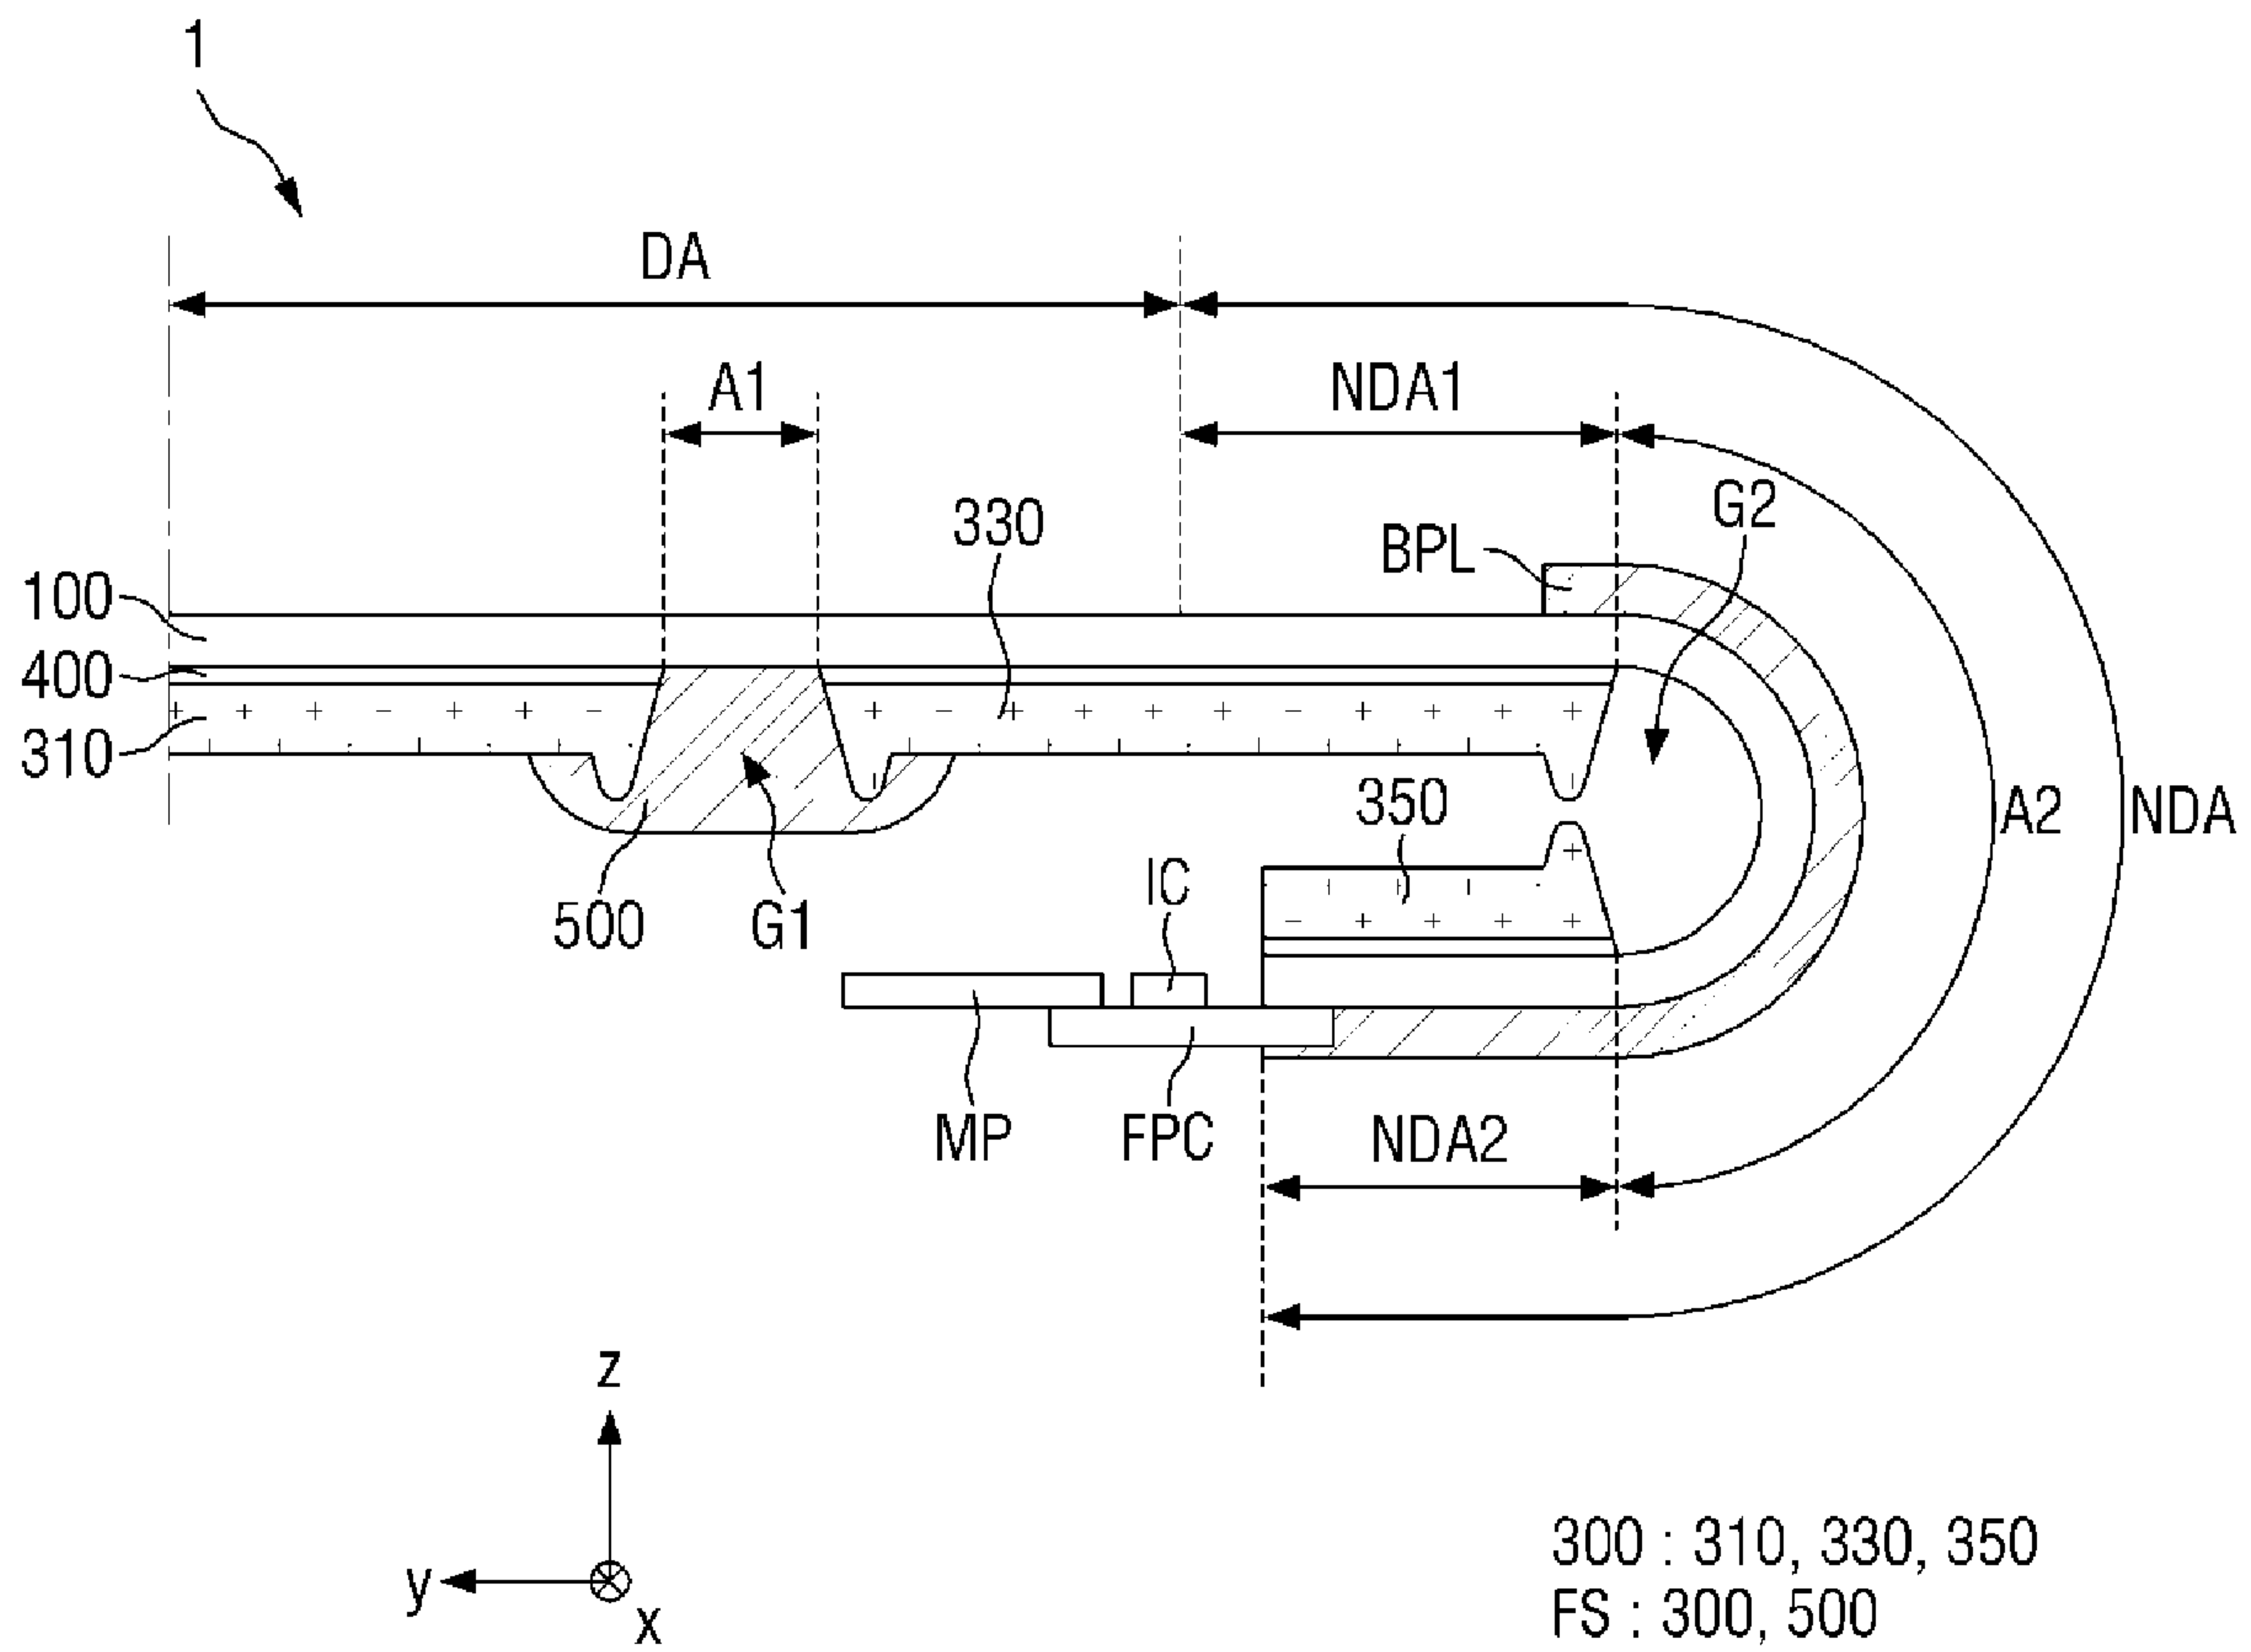 1
DA
A1
NDA1
G2
330
BPL
100
400
310
350
A2
NDA
IC
500
G1
MP
FPC
NDA2
z
y
x
300 : 310, 330, 350
FS : 300, 500